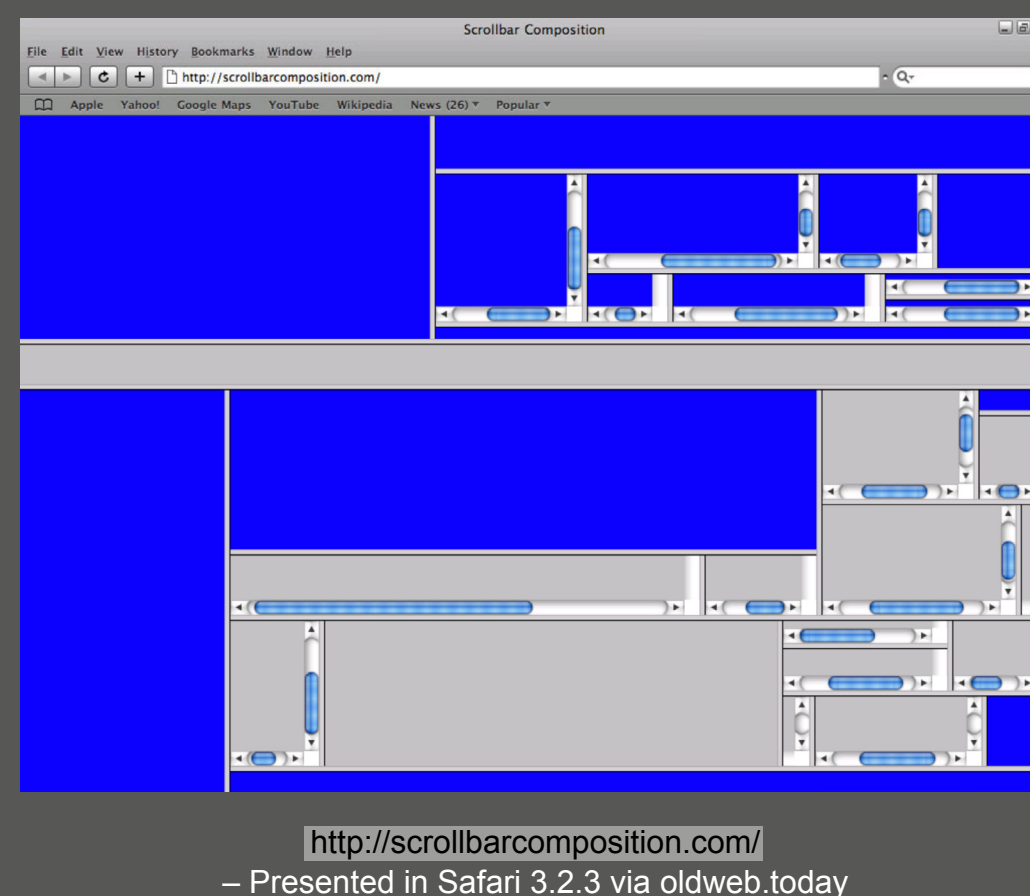 Scrollbar Composition
File Edit View History Bookmarks Window Help
http://scrollbarcomposition.com/
Apple Yahoo! Google Maps YouTube Wikipedia News (26) Popular
http://scrollbarcomposition.com/
– Presented in Safari 3.2.3 via oldweb.today